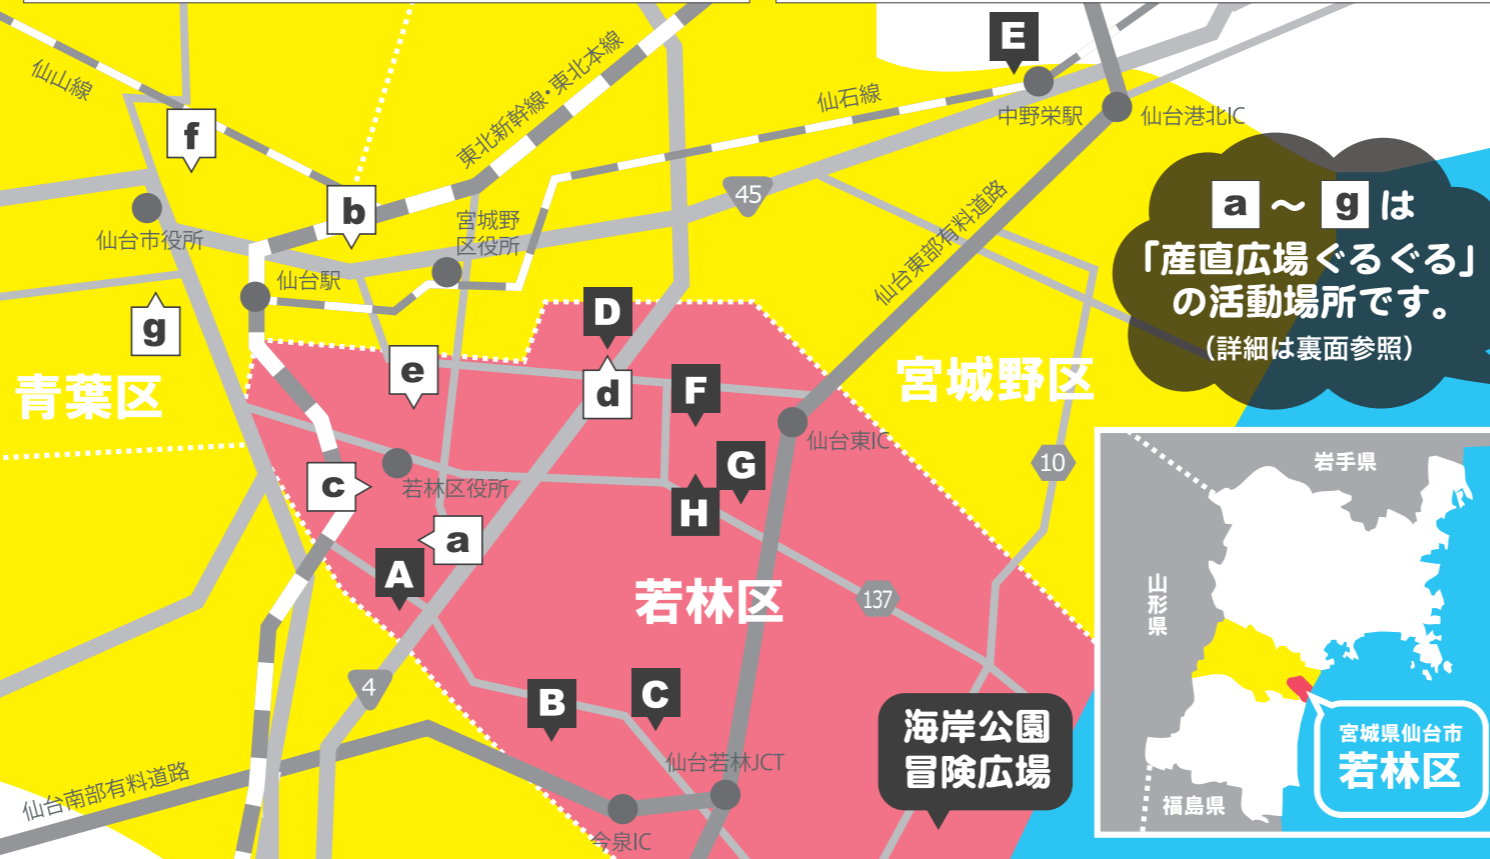 仙山線
f
東北新幹線・東北本線
E
仙石線
中野栄駅
仙台港北IC
b
45
仙台市役所
宮城野
区役所
仙台駅
仙台東部有料道路
a ～ g は
「産直広場ぐるぐる」
の活動場所です。
（詳細は裏面参照）
g
D
青葉区
e
d
F
宮城野区
仙台東IC
G
10
c
若林区役所
H
a
A
若林区
137
4
B
C
仙台若林JCT
海岸公園
冒険広場
仙台南部有料道路
今泉IC
岩手県
山形県
福島県
宮城県仙台市
若林区